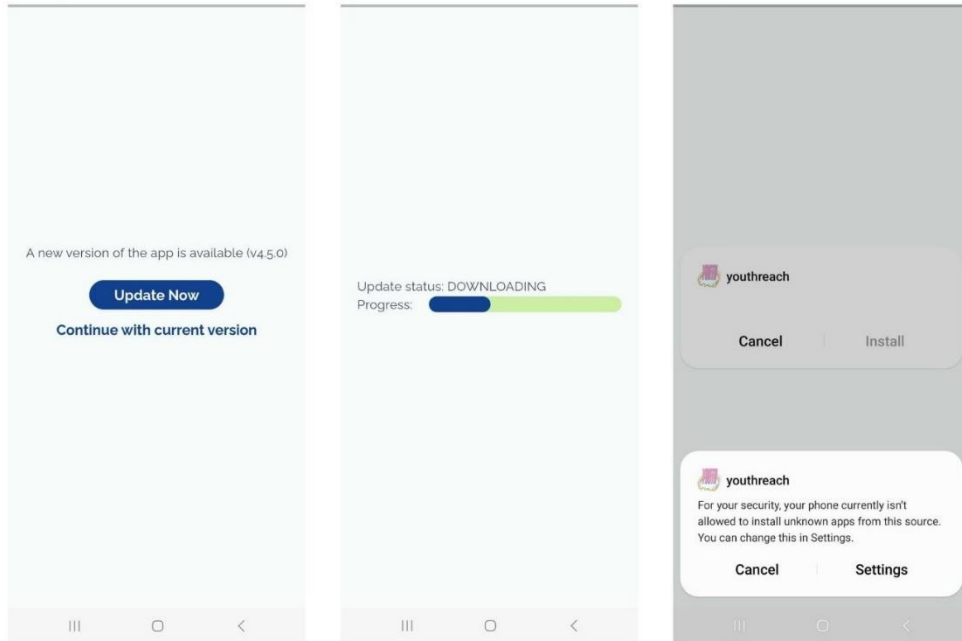 A new version of the app is available (v4.5.0)
Update Now
Continue with current version
Update status: DOWNLOADING
Progress:
youthreach
Cancel
Install
youthreach
For your security, your phone currently isn't
allowed to install unknown apps from this source.
You can change this in Settings.
Cancel
Settings